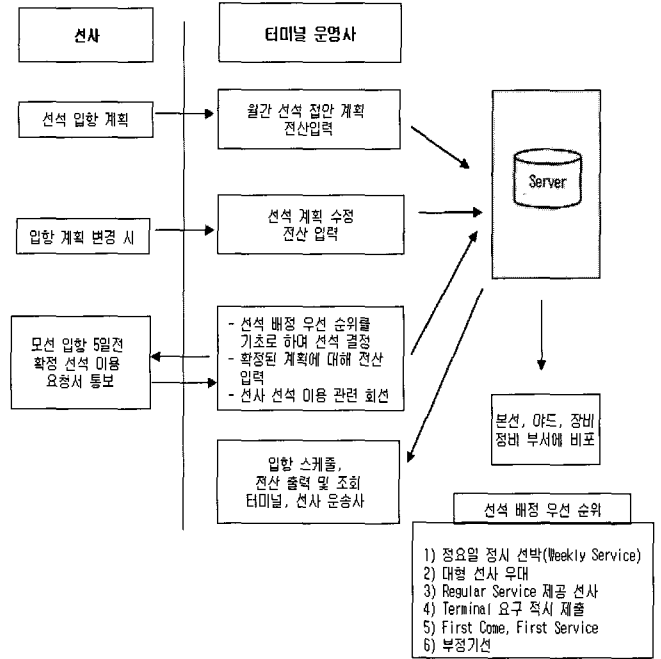 선사
터미널 운영사
선석 입항 계획
월간 선석 접안 계획
전산입력
Server
입항 계획 변경 시
선석 계획 수정
전산 입력
모선 입항 5일전
확정 선석 이용
요청서 통보
- 선석 배정 우선 순위를
기초로 하며 선석 결정
- 확정된 계획에 대해 전산
입력
- 선사 선석 이용 관련 회선
본선, 야드, 장비
정비 부서에 비포
입항 스케줄,
전산 출력 및 조회
터미널, 선사 운송사
선석 배정 우선 순위
1) 정요일 정시 선박(Weekly Service)
2) 대형 선사 우대
3) Regular Service 제공 선사
4) Terminal 요구 적시 제출
5) First Come, First Service
6) 부정기선